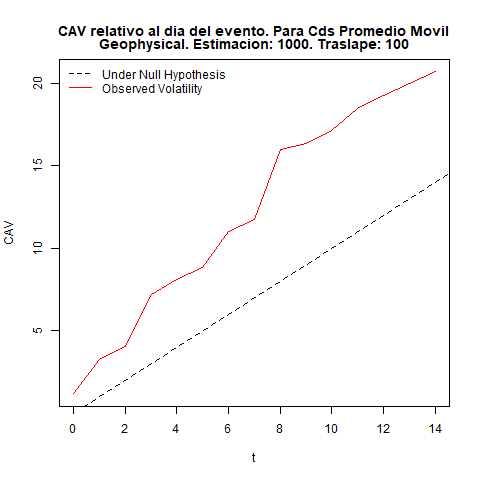 CAV relativo al dia del evento. Para Cds Promedio Movil
Geophysical. Estimacion: 1000. Traslape: 100
Under Null Hypothesis
Observed Volatility
20
15
10
5
CAV
0 2 4 6 8 10 12 14
t